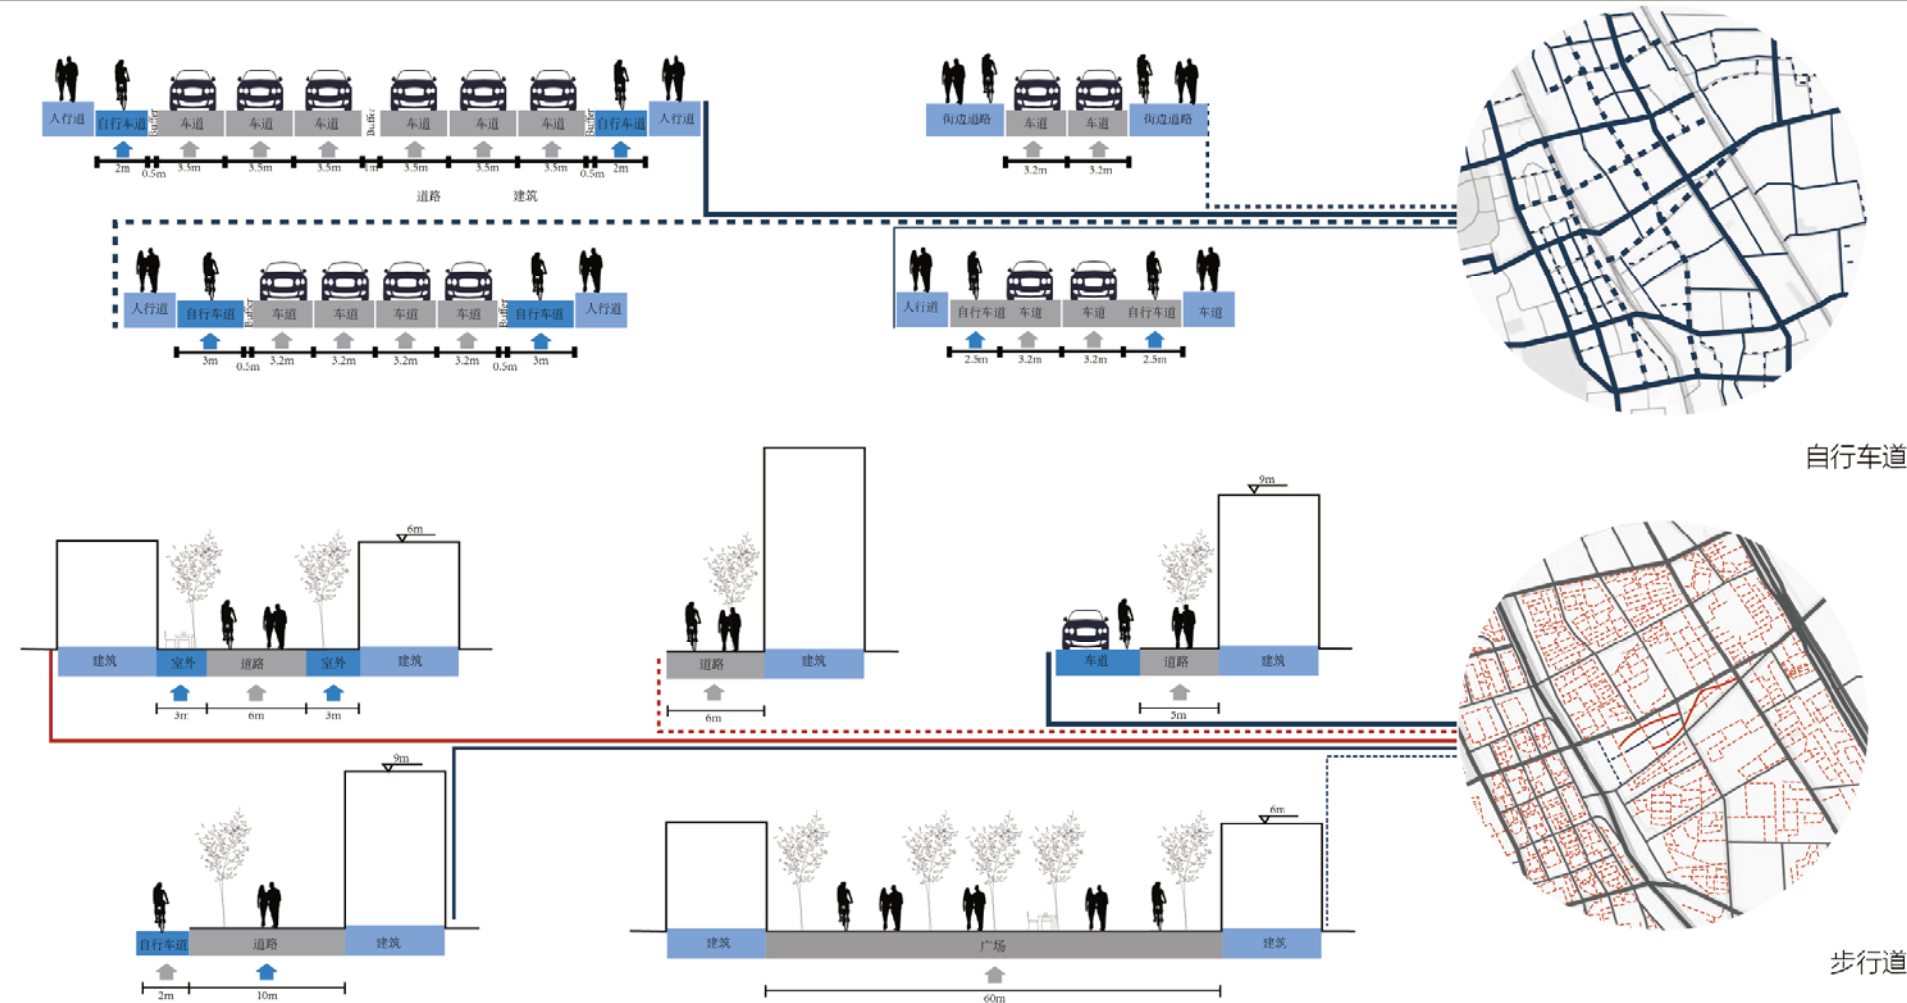 人行道 自行车道 Buffer 车道 车道 车道 Buffer 车道 车道 车道 Buffer 自行车道 人行道
2m 0.5m 3.5m 3.5m 3.5m 1m 3.5m 3.5m 3.5m 0.5m 2m
街边道路 车道 车道 街边道路
3.2m 3.2m
道路 建筑
人行道 自行车道 Buffer 车道 车道 车道 车道 Buffer 自行车道 人行道
3m 0.5m 3.2m 3.2m 3.2m 3.2m 0.5m 3m
人行道 自行车道 车道 车道 自行车道 车道
2.5m 3.2m 3.2m 2.5m
自行车道
6m
建筑 室外 道路 室外 建筑
3m 6m 3m
道路 建筑
6m
9m
车道 道路 建筑
5m
9m
自行车道 道路 建筑
2m 10m
6m
建筑 广场 建筑
60m
步行道